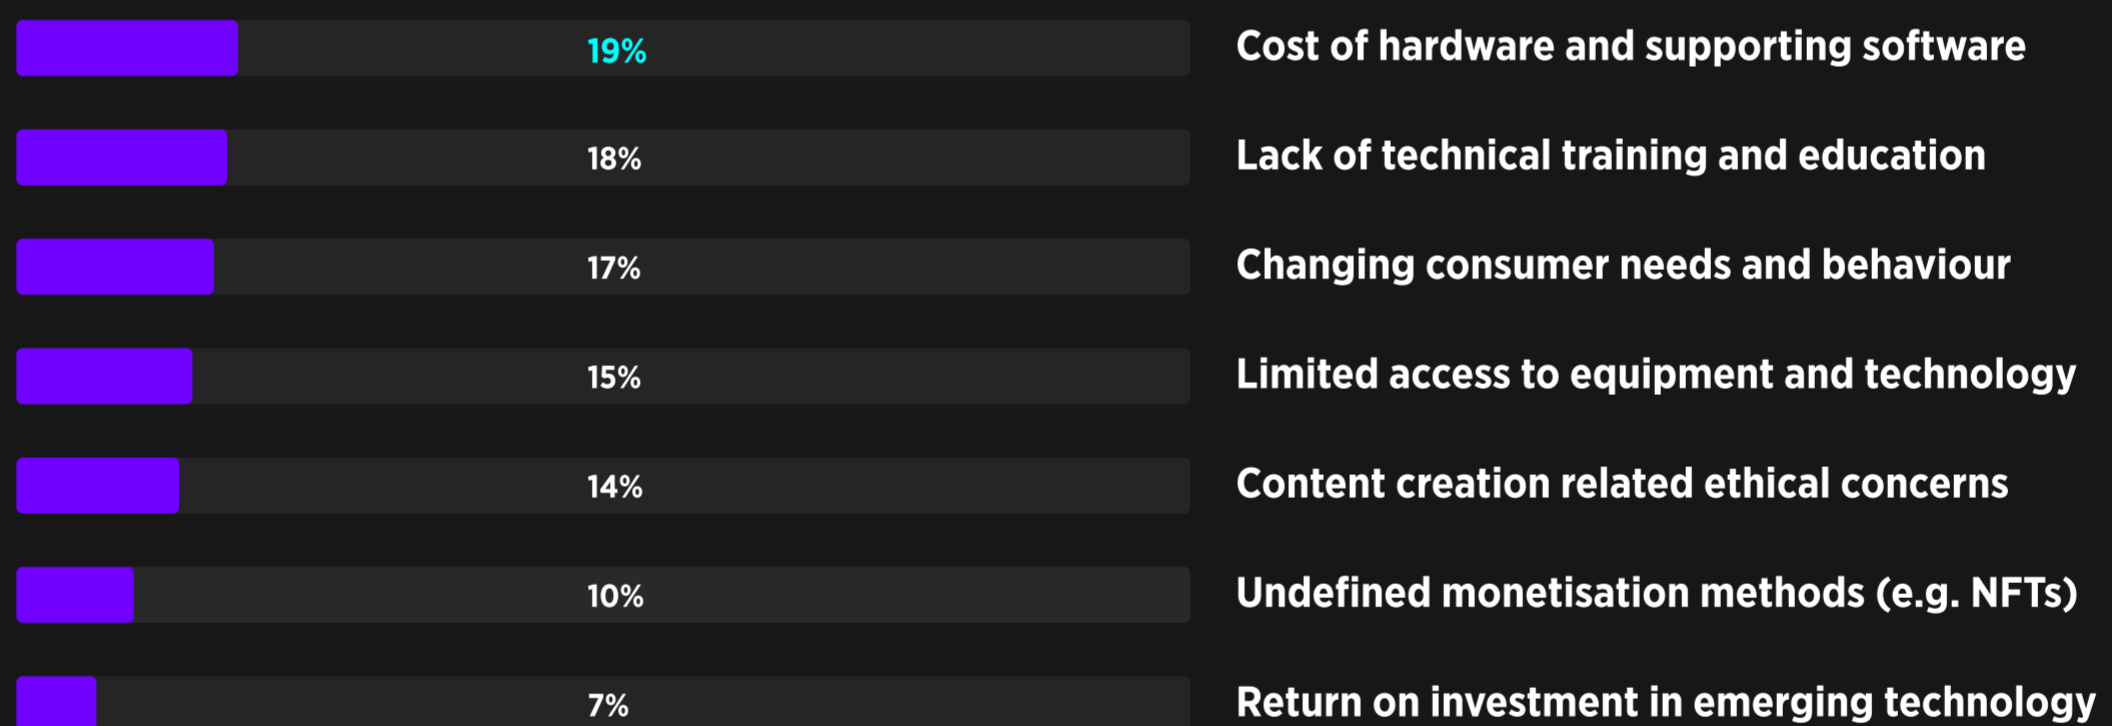 19% Cost of hardware and supporting software
18% Lack of technical training and education
17% Changing consumer needs and behaviour
15% Limited access to equipment and technology
14% Content creation related ethical concerns
10% Undefined monetisation methods (e.g. NFTs)
7% Return on investment in emerging technology